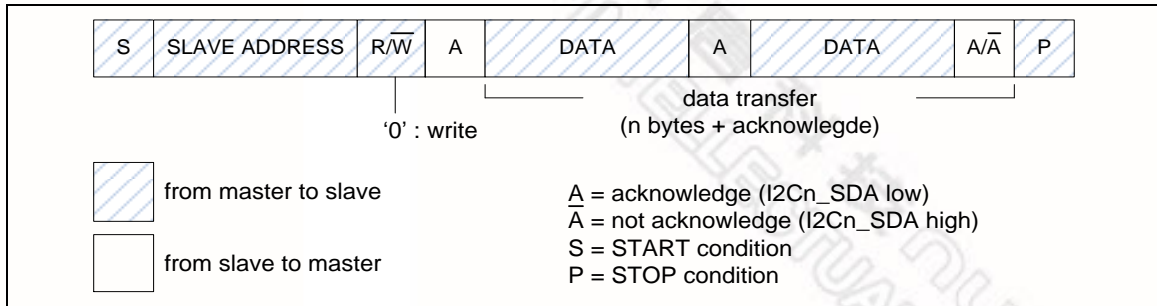 S SLAVE ADDRESS R/W̅ A DATA A DATA A/A̅ P
data transfer
‘0’ : write (n bytes + acknowlegde)
from master to slave
from slave to master
A = acknowledge (I2Cn_SDA low)
A̅ = not acknowledge (I2Cn_SDA high)
S = START condition
P = STOP condition